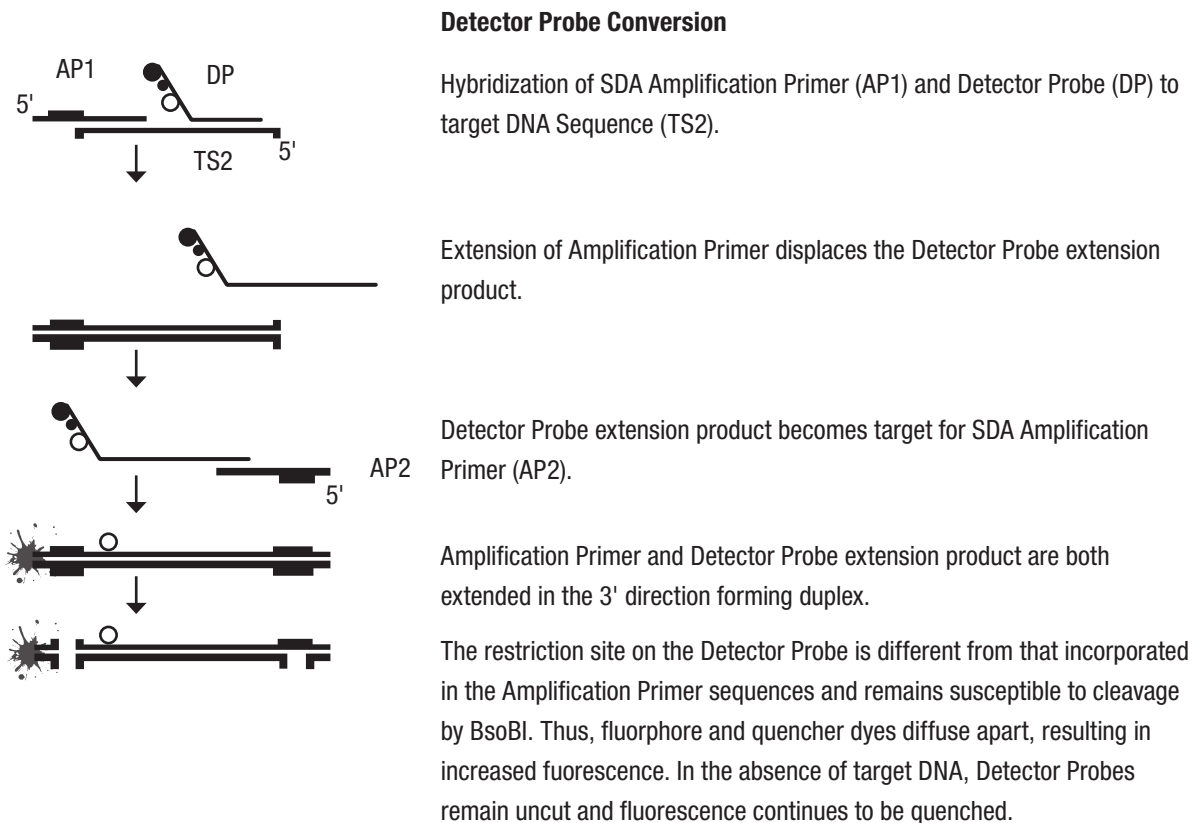 Detector Probe Conversion
AP1
DP
5'
TS2
5'
Hybridization of SDA Amplification Primer (AP1) and Detector Probe (DP) to
target DNA Sequence (TS2).
Extension of Amplification Primer displaces the Detector Probe extension
product.
AP2
5'
Detector Probe extension product becomes target for SDA Amplification
Primer (AP2).
Amplification Primer and Detector Probe extension product are both
extended in the 3' direction forming duplex.
The restriction site on the Detector Probe is different from that incorporated
in the Amplification Primer sequences and remains susceptible to cleavage
by BsoBI. Thus, fluorphore and quencher dyes diffuse apart, resulting in
increased fuorescence. In the absence of target DNA, Detector Probes
remain uncut and fluorescence continues to be quenched.